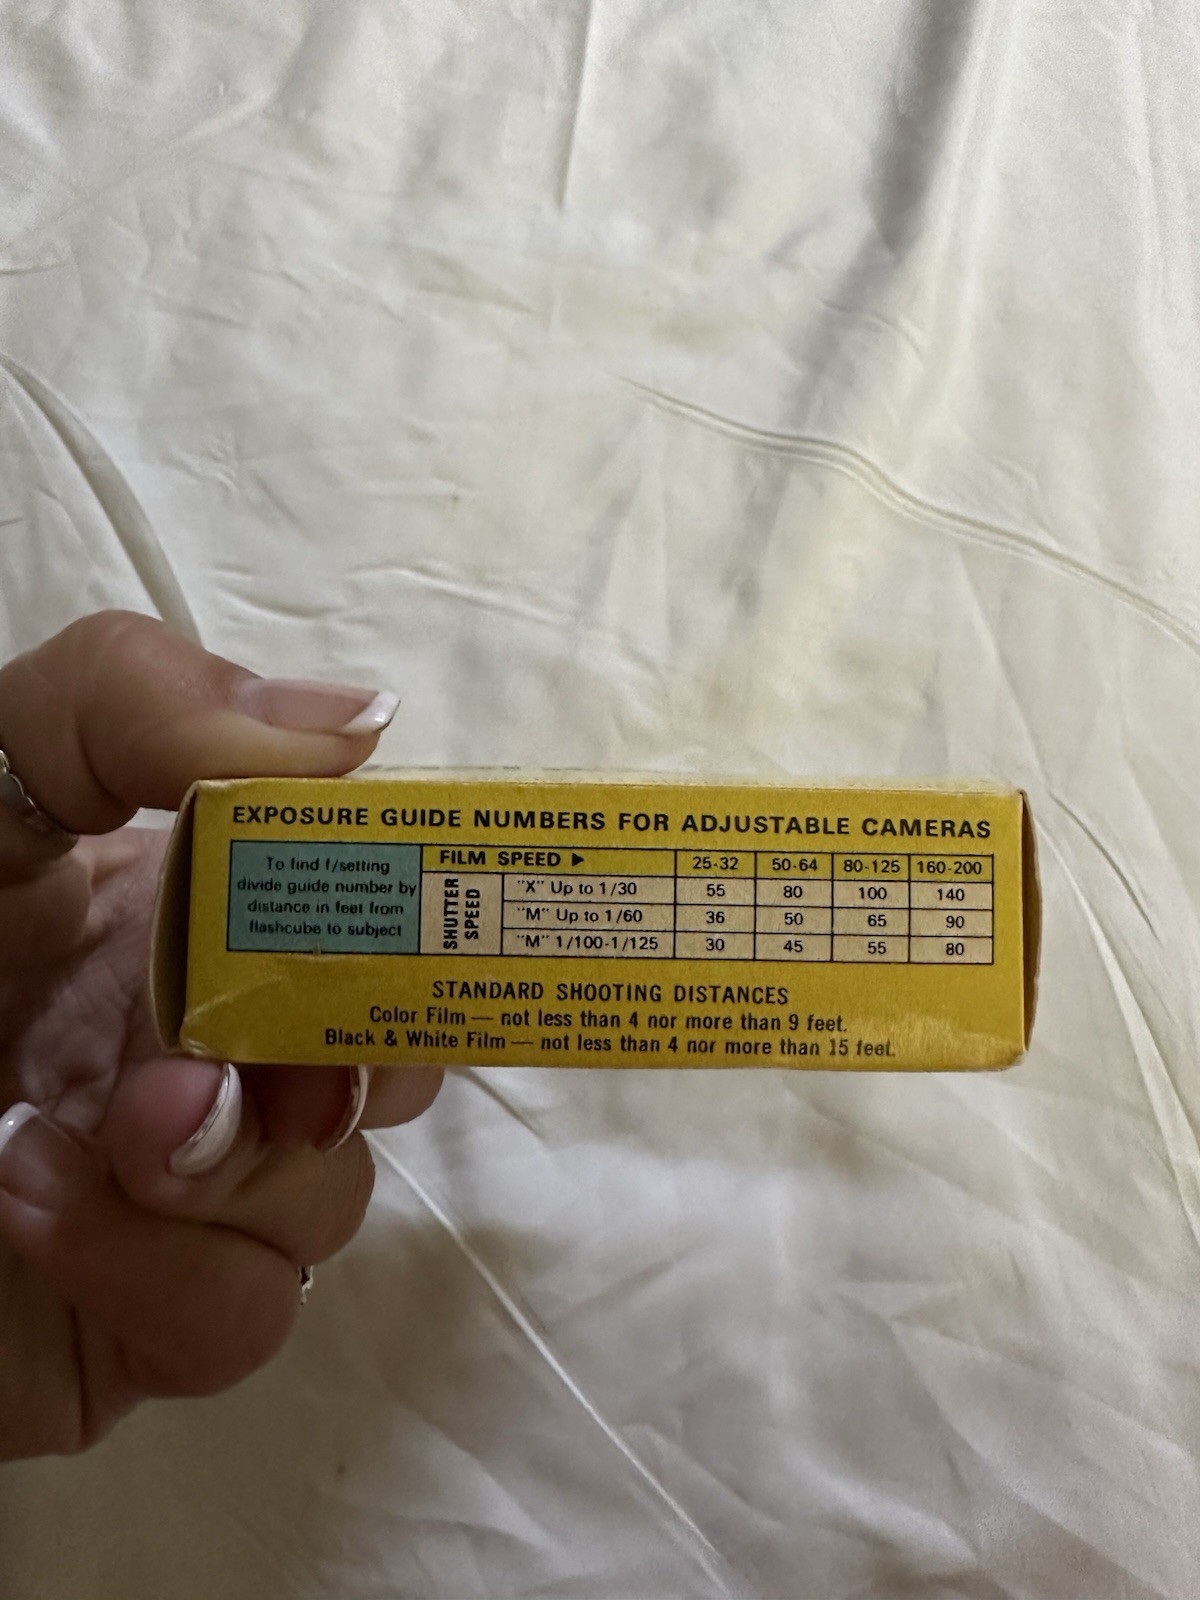 EXPOSURE GUIDE NUMBERS FOR ADJUSTABLE CAMERAS
To find f/setting
divide guide number by
distance in feet from
flashcube to subject
FILM SPEED ▶ 25-32 50-64 80-125 160-200
SHUTTER
SPEED
"X" Up to 1/30 55 80 100 140
"M" Up to 1/60 36 50 65 90
"M" 1/100-1/125 30 45 55 80
STANDARD SHOOTING DISTANCES
Color Film — not less than 4 nor more than 9 feet.
Black & White Film — not less than 4 nor more than 15 feet.